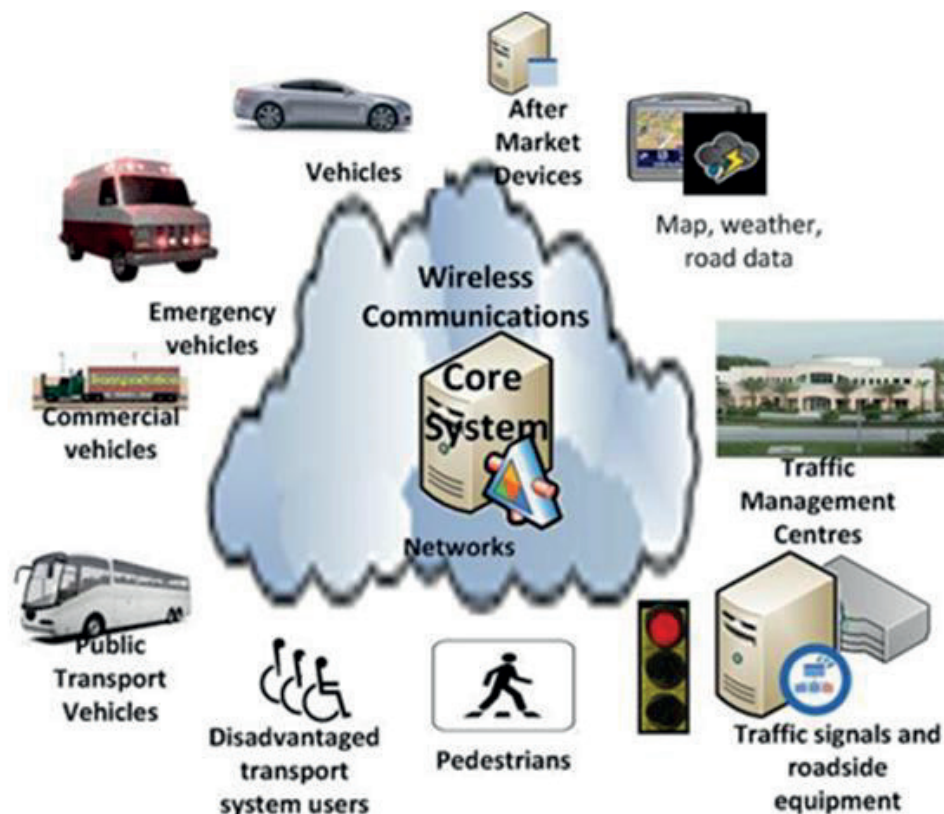 After
Market
Devices
Vehicles
Map, weather,
road data
Wireless
Communications
Emergency
vehicles
Core
System
Commercial
vehicles
Traffic
Management
Centres
Networks
Public
Transport
Vehicles
Disadvantaged
transport
system users
Pedestrians
Traffic signals and
roadside
equipment